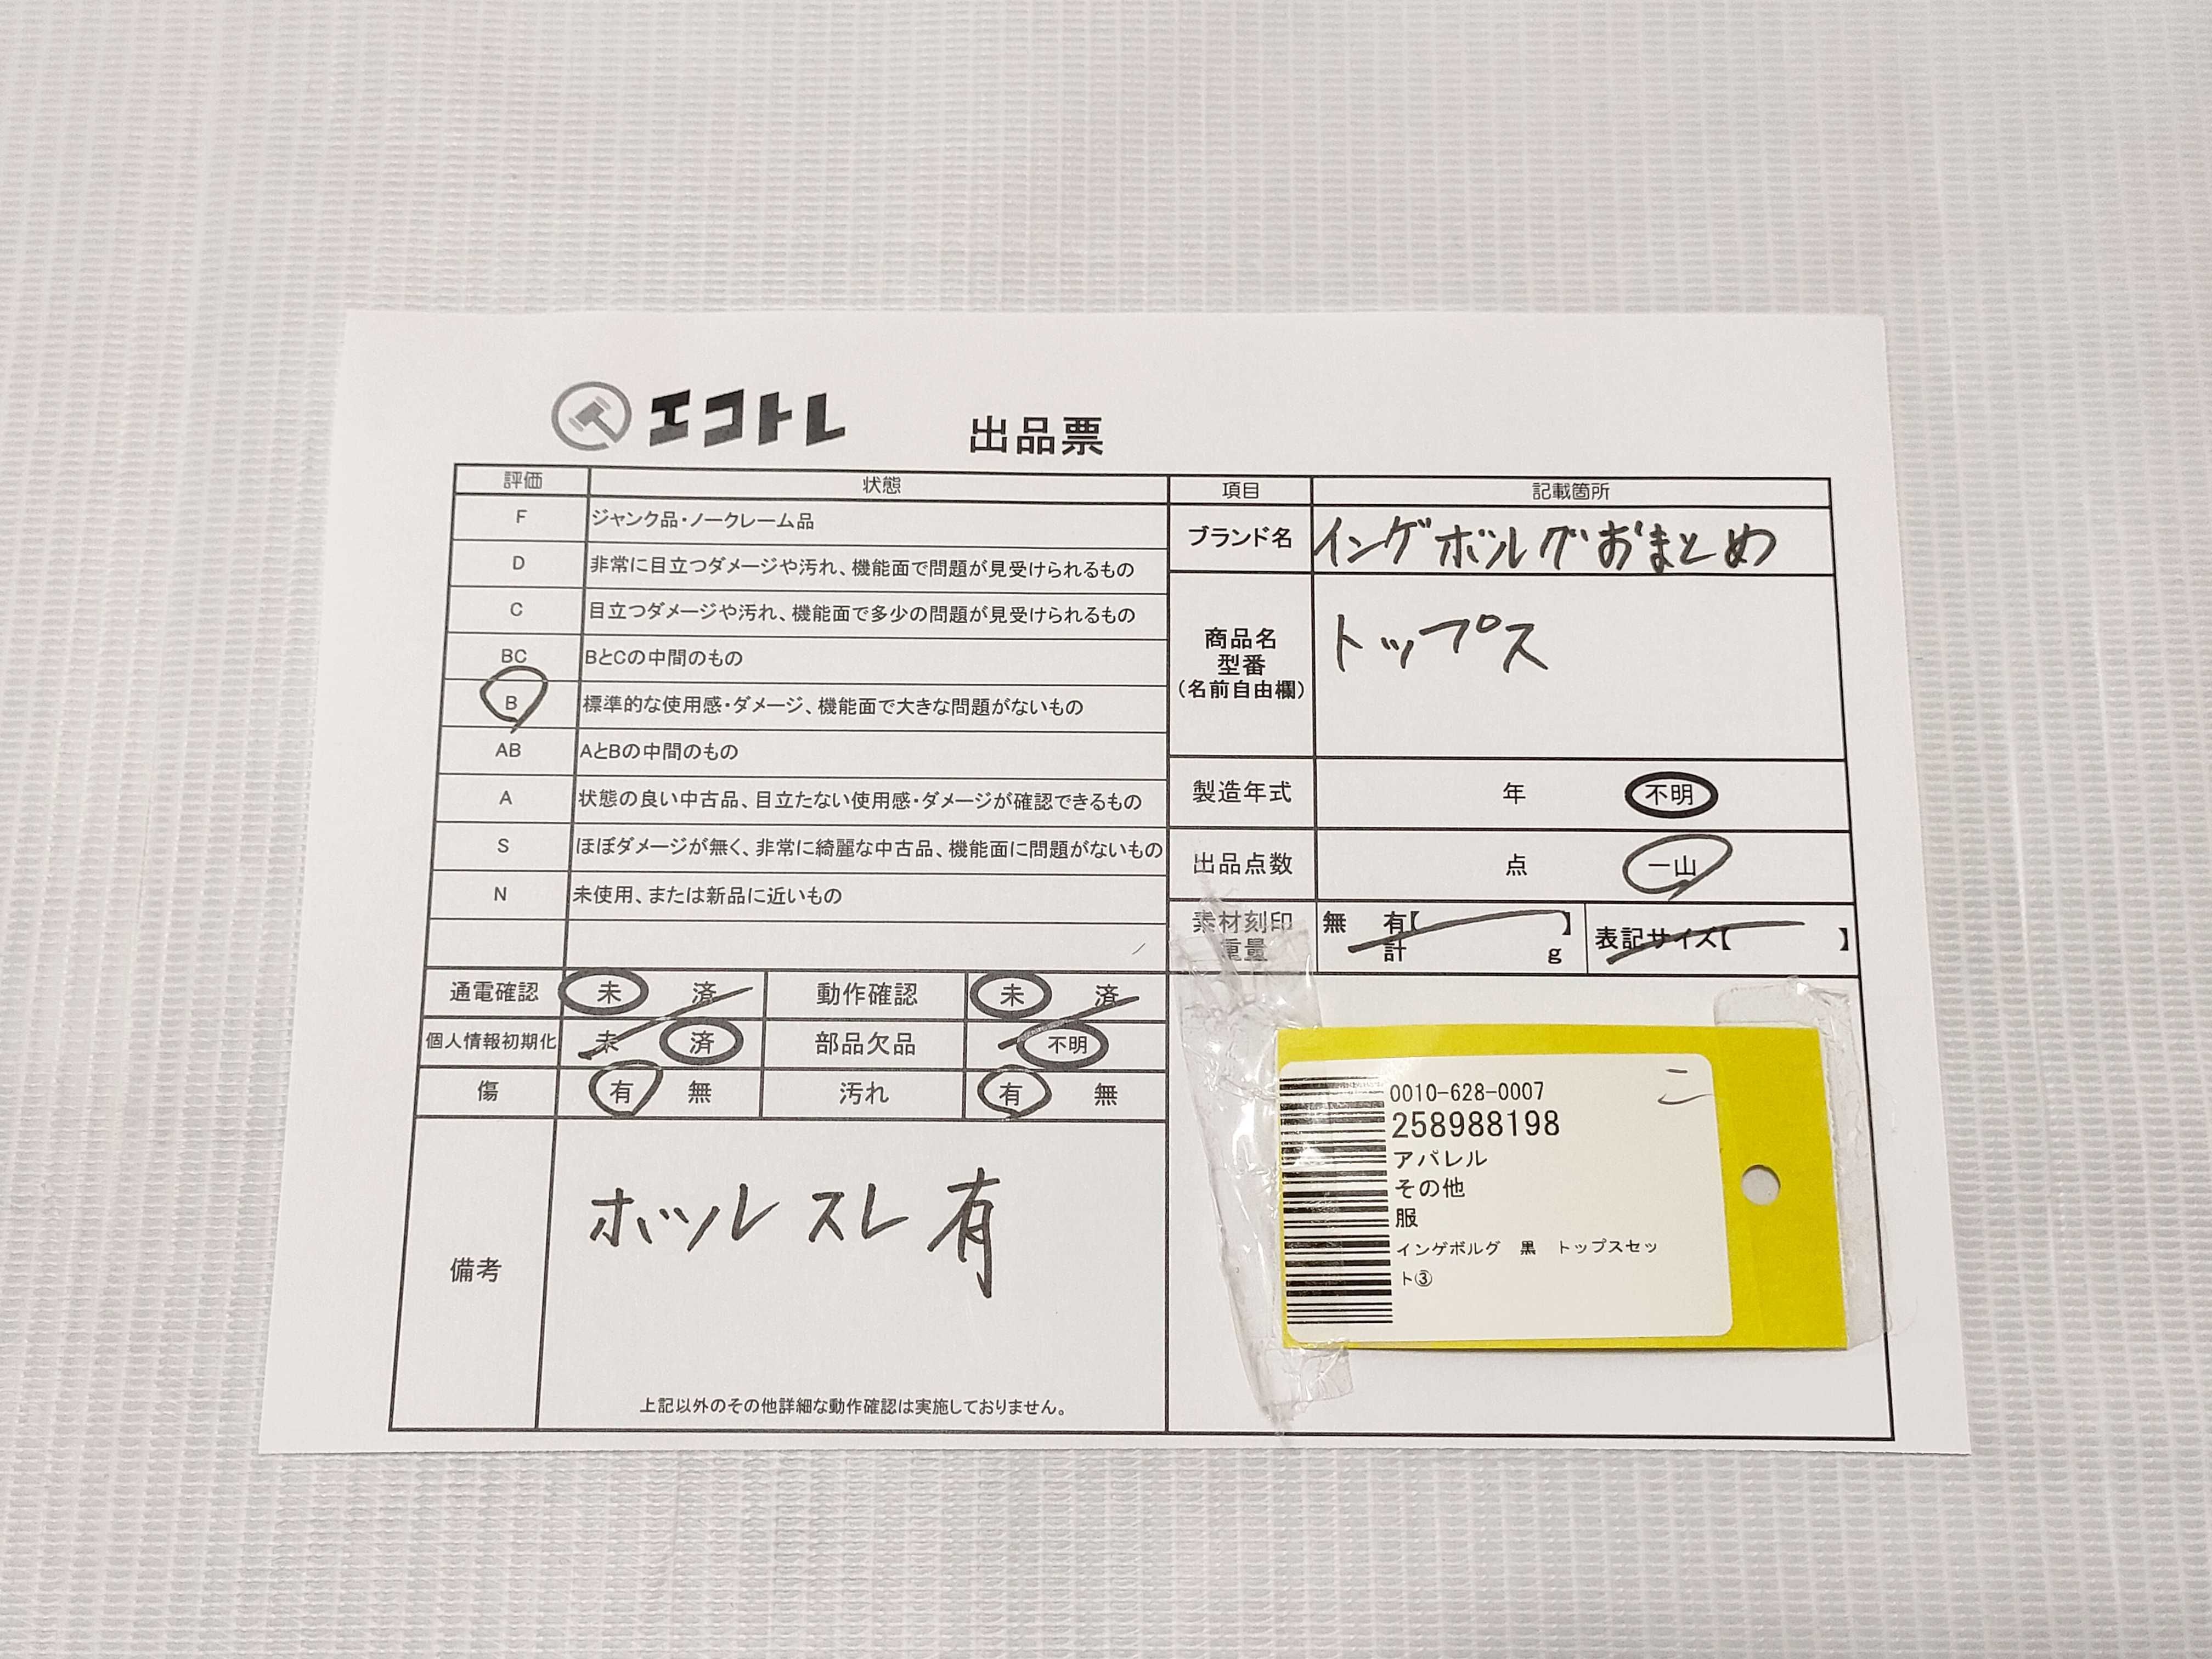 エコトレ 出品票
評価 状態
F ジャンク品・ノークレーム品
D 非常に目立つダメージや汚れ、機能面で問題が見受けられるもの
C 目立つダメージや汚れ、機能面で多少の問題が見受けられるもの
BC BとCの中間のもの
B 標準的な使用感・ダメージ、機能面で大きな問題がないもの
AB AとBの中間のもの
A 状態の良い中古品、目立たない使用感・ダメージが確認できるもの
S ほぼダメージが無く、非常に綺麗な中古品、機能面に問題がないもの
N 未使用、または新品に近いもの
通電確認 未 済 動作確認 未 済
個人情報初期化 未 済 部品欠品 不明
傷 有 無 汚れ 有 無
備考 ボツレ スレ 有
上記以外のその他詳細な動作確認は実施しておりません。
項目 記載箇所
ブランド名 インゲボルグおまとめ
商品名
型番
(名前自由欄)
トップス
製造年式 年 不明
出品点数 点 一山
素材刻印 無 有【 】
重量 計 g
表記サイズ【 】
0010-628-0007
258988198
アパレル
その他
服
インゲボルグ 黒 トップスセッ
ト③